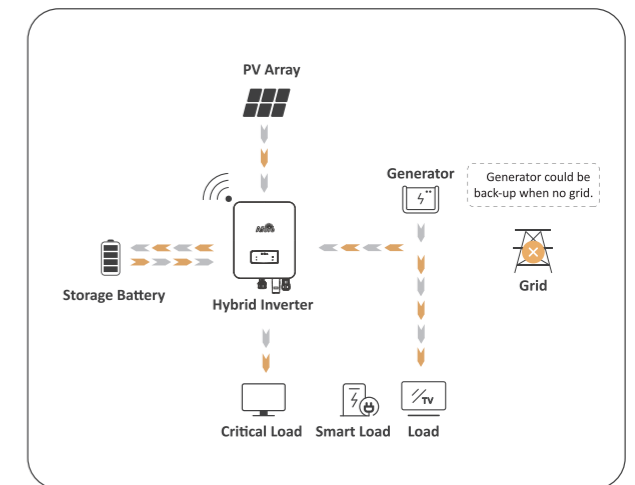 PV Array
Generator
Generator could be
back-up when no grid.
Storage Battery
Hybrid Inverter
Grid
TV
Critical Load
Smart Load
Load